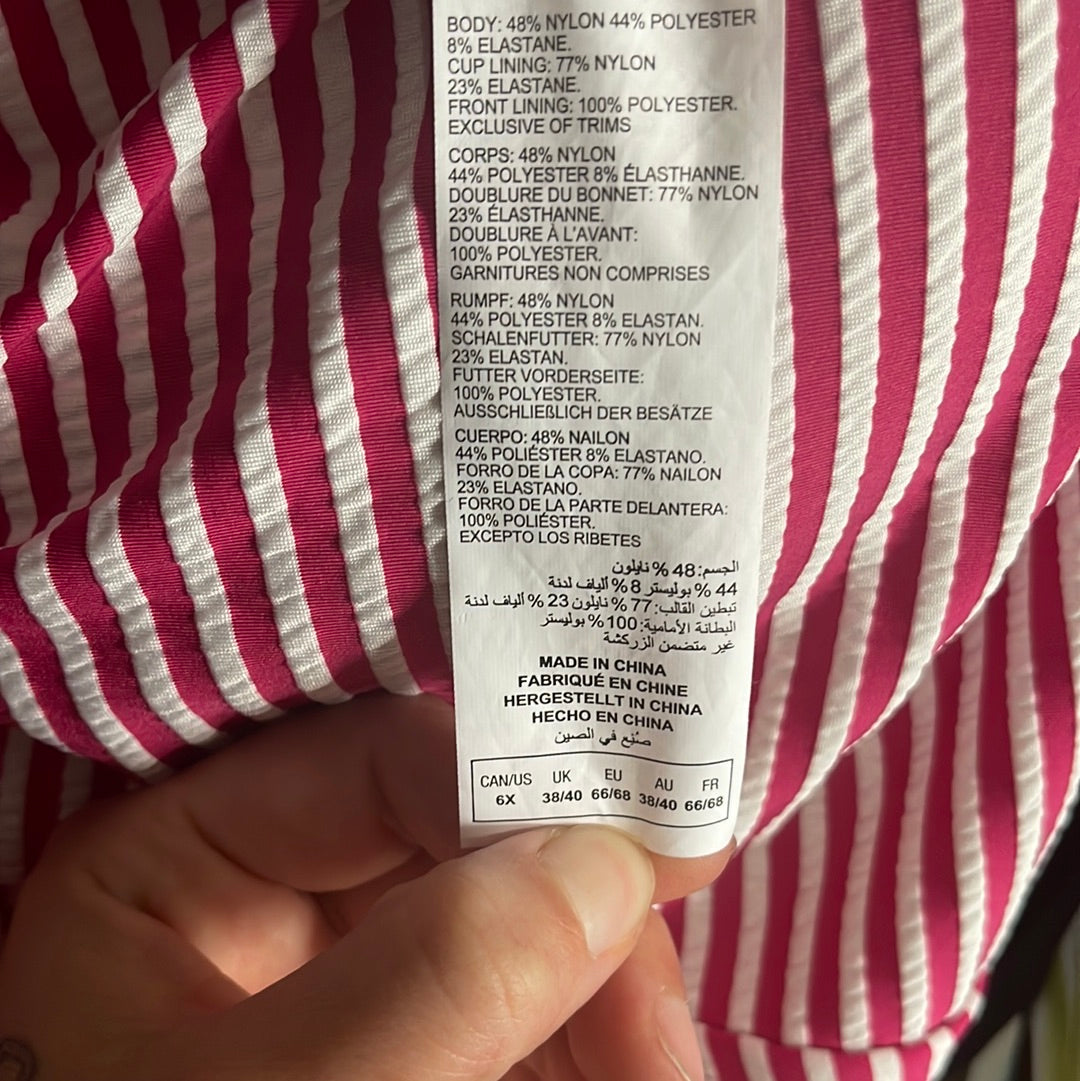 BODY: 48% NYLON 44% POLYESTER
8% ELASTANE.
CUP LINING: 77% NYLON
23% ELASTANE.
FRONT LINING: 100% POLYESTER.
EXCLUSIVE OF TRIMS
CORPS: 48% NYLON
44% POLYESTER 8% ÉLASTHANNE.
DOUBLURE DU BONNET: 77% NYLON
23% ÉLASTHANNE.
DOUBLURE À L'AVANT:
100% POLYESTER.
GARNITURES NON COMPRISES
RUMPF: 48% NYLON
44% POLYESTER 8% ELASTAN.
SCHALENFUTTER: 77% NYLON
23% ELASTAN.
FUTTER VORDERSEITE:
100% POLYESTER.
AUSSCHLIEßLICH DER BESÄTZE
CUERPO: 48% NAILON
44% POLIÉSTER 8% ELASTANO.
FORRO DE LA COPA: 77% NAILON
23% ELASTANO.
FORRO DE LA PARTE DELANTERA:
100% POLIÉSTER.
EXCEPTO LOS RIBETES
الجسم: 48 % نايلون
44 % بوليستر 8 % ألياف لدنة
تبطين القالب: 77 % نايلون 23 % ألياف لدنة
البطانة الأمامية: 100 % بوليستر
غير متضمن الزركشة
MADE IN CHINA
FABRIQUÉ EN CHINE
HERGESTELLT IN CHINA
HECHO EN CHINA
صُنِع في الصين
CAN/US UK EU AU FR
6X 38/40 66/68 38/40 66/68